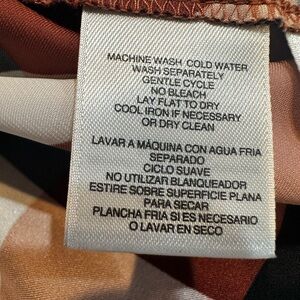 MACHINE WASH COLD WATER
WASH SEPARATELY
GENTLE CYCLE
NO BLEACH
LAY FLAT TO DRY
COOL IRON IF NECESSARY
OR DRY CLEAN
LAVAR A MÁQUINA CON AGUA FRIA
SEPARADO
CICLO SUAVE
NO UTILIZAR BLANQUEADOR
ESTIRE SOBRE SUPERFICIE PLANA
PARA SECAR
PLANCHA FRIA SI ES NECESARIO
O LAVAR EN SECO